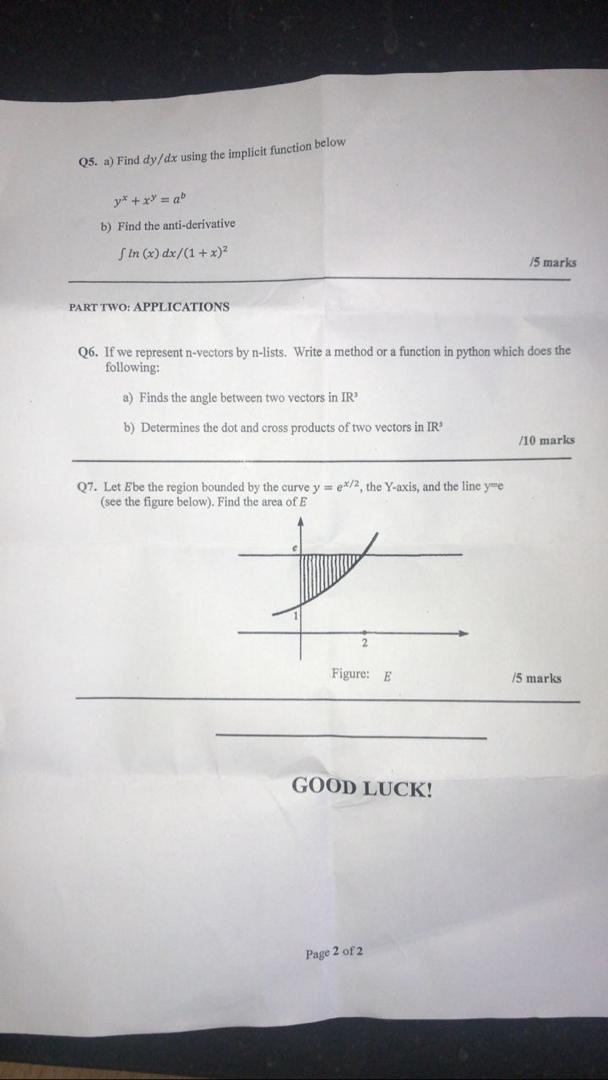 Q5. a) Find dy/dx using the implicit function below
yˣ + xʸ = aᵇ
b) Find the anti-derivative
∫ ln (x) dx/(1 + x)²
/5 marks
PART TWO: APPLICATIONS
Q6. If we represent n-vectors by n-lists. Write a method or a function in python which does the
following:
a) Finds the angle between two vectors in IR³
b) Determines the dot and cross products of two vectors in IR³
/10 marks
Q7. Let Ebe the region bounded by the curve y = e^{x/2}, the Y-axis, and the line y=e
(see the figure below). Find the area of E
e
1
2
Figure: E
/5 marks
GOOD LUCK!
Page 2 of 2